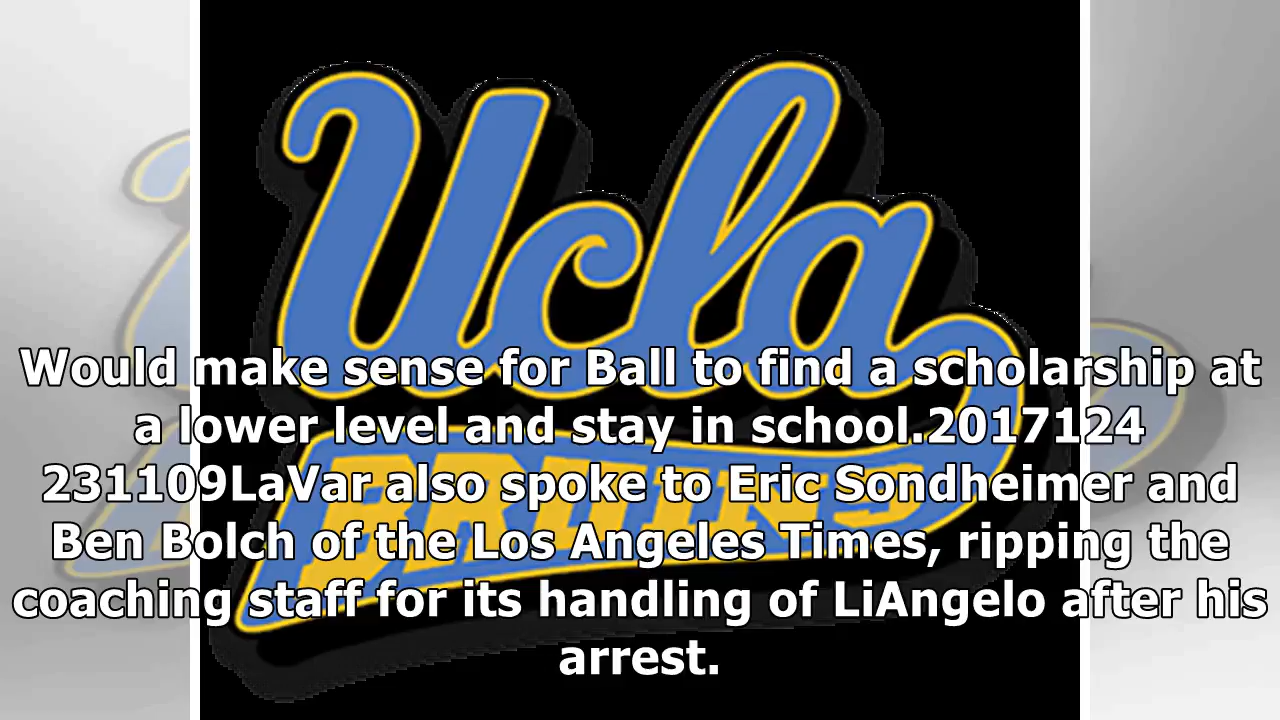 Ucla
BRUINS
Would make sense for Ball to find a scholarship at
a lower level and stay in school.2017124
231109LaVar also spoke to Eric Sondheimer and
Ben Bolch of the Los Angeles Times, ripping the
coaching staff for its handling of LiAngelo after his
arrest.